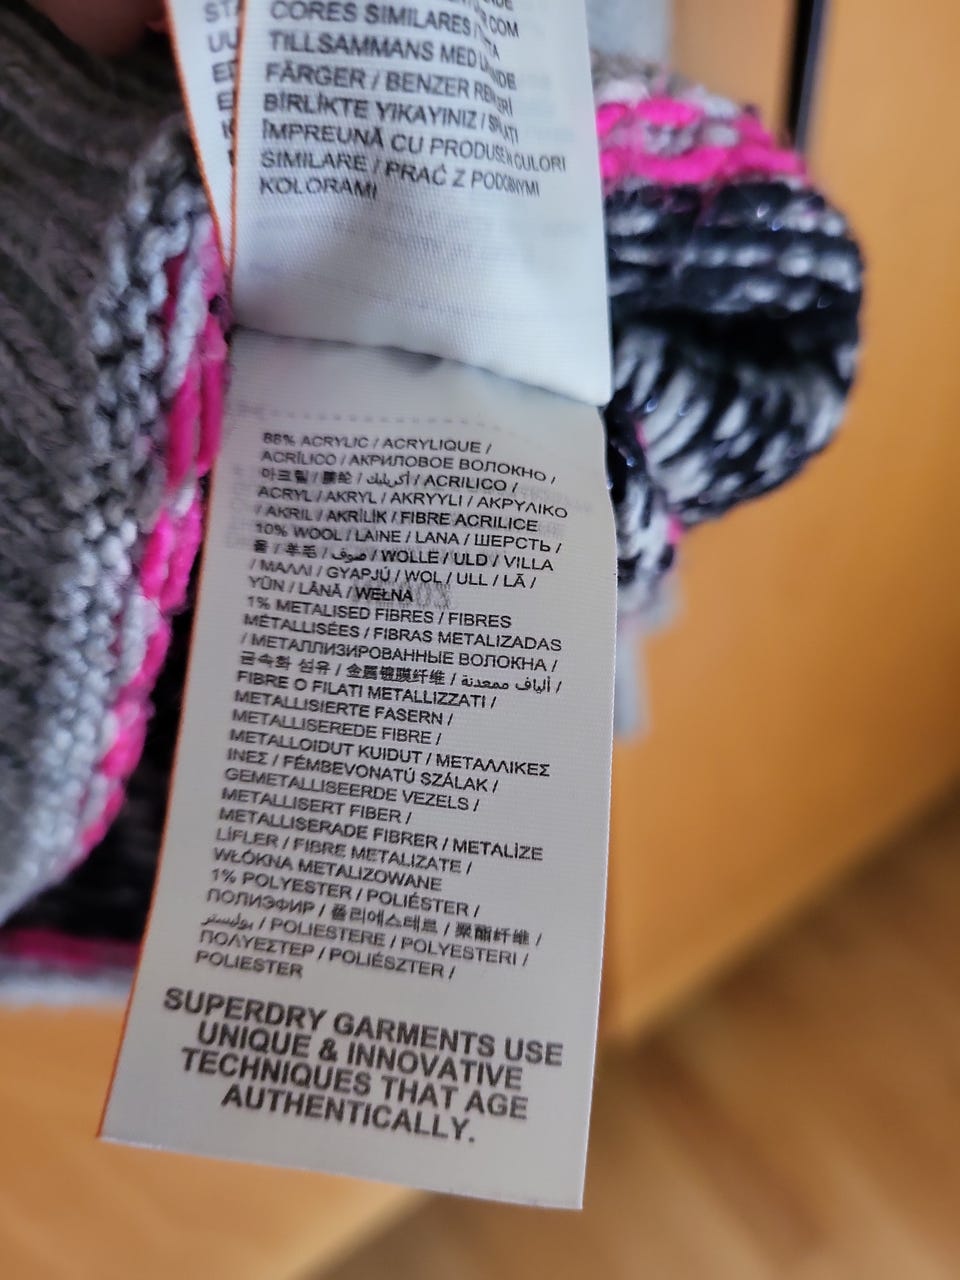 CORES SIMILARES /
TILLSAMMANS MED
FÄRGER / BENZER
BİRLİKTE YIKAYINIZ /
ÎMPREUNĂ CU PRODUSE CULORI
SIMILARE / PRAĆ Z PODOBNYMI
KOLORAMI
88% ACRYLIC / ACRYLIQUE /
ACRÍLICO / АКРИЛОВОЕ ВОЛОКНО /
아크릴 / 腈纶 / أكريليك / ACRILICO /
ACRYL / AKRYL / AKRYYLI / ΑΚΡΥΛΙΚΟ
/ AKRIL / AKRİLİK / FIBRE ACRILICE
10% WOOL / LAINE / LANA / ШЕРСТЬ /
울 / 羊毛 / صوف / WOLLE / ULD / VILLA
/ ΜΑΛΛΙ / GYAPJÚ / WOL / ULL / LÃ /
YÜN / LÂNĂ / WEŁNA
1% METALISED FIBRES / FIBRES
MÉTALLISÉES / FIBRAS METALIZADAS
/ МЕТАЛЛИЗИРОВАННЫЕ ВОЛОКНА /
금속화 섬유 / 金属镀膜纤维 / ألياف ممعدنة /
FIBRE O FILATI METALLIZZATI /
METALLISIERTE FASERN /
METALLISEREDE FIBRE /
METALLOIDUT KUIDUT / ΜΕΤΑΛΛΙΚΕΣ
ΙΝΕΣ / FÉMBEVONATÚ SZÁLAK /
GEMETALLISEERDE VEZELS /
METALLISERT FIBER /
METALLISERADE FIBRER / METALİZE
LİFLER / FIBRE METALIZATE /
WŁÓKNA METALIZOWANE
1% POLYESTER / POLIÉSTER /
ПОЛИЭФИР / 폴리에스테르 / 聚酯纤维 /
بوليستر / POLIESTERE / POLYESTERI /
ΠΟΛΥΕΣΤΕΡ / POLIÉSZTER /
POLIESTER
SUPERDRY GARMENTS USE
UNIQUE & INNOVATIVE
TECHNIQUES THAT AGE
AUTHENTICALLY.